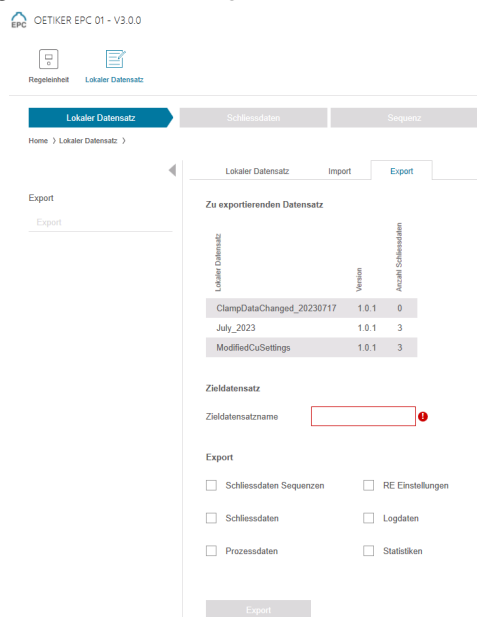 EPC OETIKER EPC 01 - V3.0.0
Regeleinheit Lokaler Datensatz
Lokaler Datensatz Schliessdaten Sequenz
Home > Lokaler Datensatz >
Lokaler Datensatz Import Export
Export
Export
Zu exportierenden Datensatz
Lokaler Datensatz Version Anzahl Schliessdaten
ClampDataChanged_20230717 1.0.1 0
July_2023 1.0.1 3
ModifiedCuSettings 1.0.1 3
Zieldatensatz
Zieldatensatzname
Export
Schliessdaten Sequenzen RE Einstellungen
Schliessdaten Logdaten
Prozessdaten Statistiken
Export